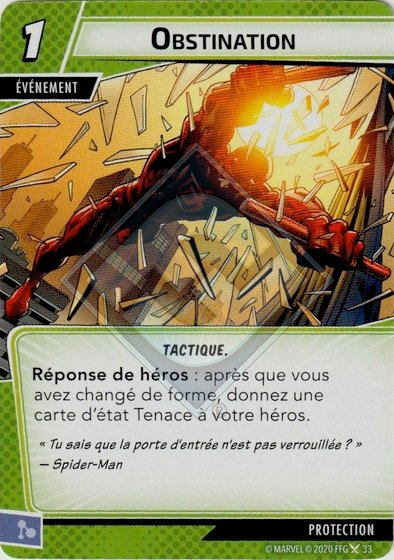 1
OBSTINATION
ÉVÉNEMENT
TACTIQUE.
Réponse de héros : après que vous
avez changé de forme, donnez une
carte d'état Tenace à votre héros.
« Tu sais que la porte d'entrée n'est pas verrouillée ? »
— Spider-Man
PROTECTION
© MARVEL © 2020 FFG 33